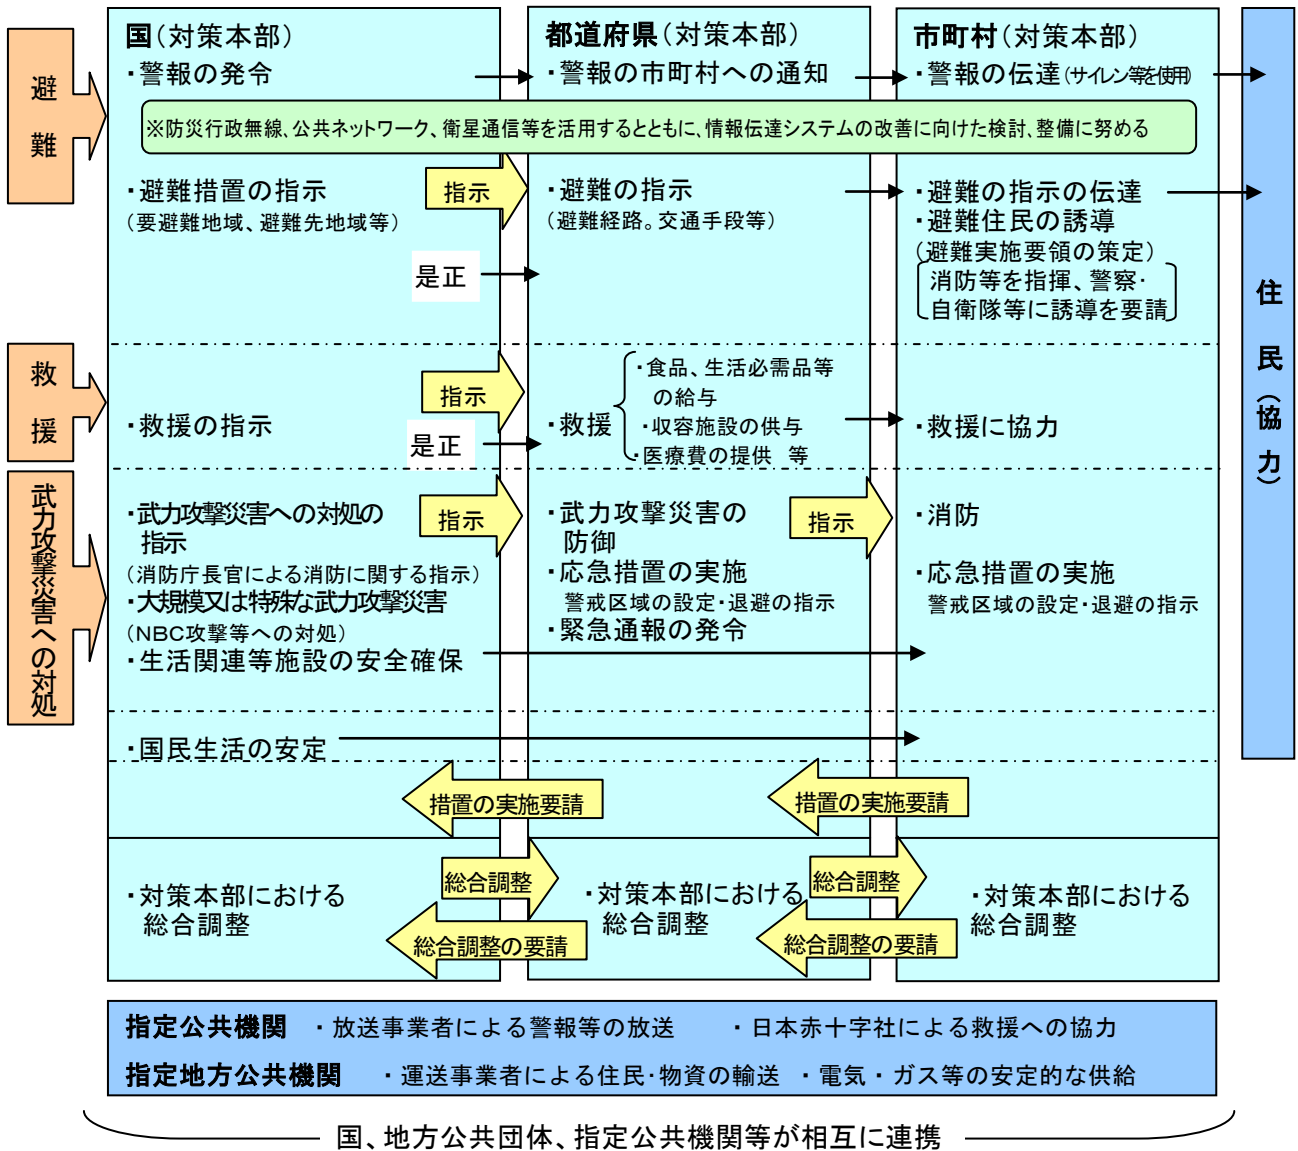 避難
国（対策本部）
・警報の発令
都道府県（対策本部）
・警報の市町村への通知
市町村（対策本部）
・警報の伝達（サイレン等を使用）
※防災行政無線、公共ネットワーク、衛星通信等を活用するとともに、情報伝達システムの改善に向けた検討、整備に努める
・避難措置の指示
（要避難地域、避難先地域等）
指示
・避難の指示
（避難経路。交通手段等）
・避難の指示の伝達
・避難住民の誘導
（避難実施要領の策定）
消防等を指揮、警察・
自衛隊等に誘導を要請
是正
住民（協力）
救援
・救援の指示
指示
是正
・救援
・食品、生活必需品等
の給与
・収容施設の供与
・医療費の提供　等
・救援に協力
武力攻撃災害への対処
・武力攻撃災害への対処の
指示
（消防庁長官による消防に関する指示）
・大規模又は特殊な武力攻撃災害
（NBC攻撃等への対処）
・生活関連等施設の安全確保
指示
・武力攻撃災害の
防御
・応急措置の実施
警戒区域の設定・退避の指示
・緊急通報の発令
指示
・消防
・応急措置の実施
警戒区域の設定・退避の指示
・国民生活の安定
措置の実施要請
措置の実施要請
・対策本部における
総合調整
総合調整
総合調整の要請
・対策本部における
総合調整
総合調整
総合調整の要請
・対策本部における
総合調整
指定公共機関　・放送事業者による警報等の放送　・日本赤十字社による救援への協力
指定地方公共機関　・運送事業者による住民・物資の輸送　・電気・ガス等の安定的な供給
国、地方公共団体、指定公共機関等が相互に連携